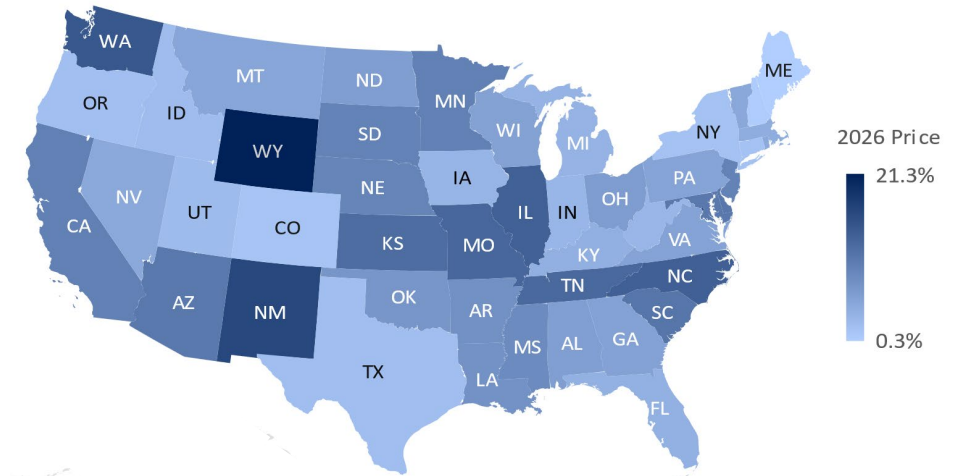 WA
ME
MT
ND
OR
MN
ID
NY
SD
WI
MI
2026 Price
WY
21.3%
IA
PA
NE
NV
OH
UT
IL
IN
CO
CA
VA
KS
MO
KY
NC
TN
AZ
OK
NM
AR
SC
MS
AL
GA
0.3%
TX
LA
FL